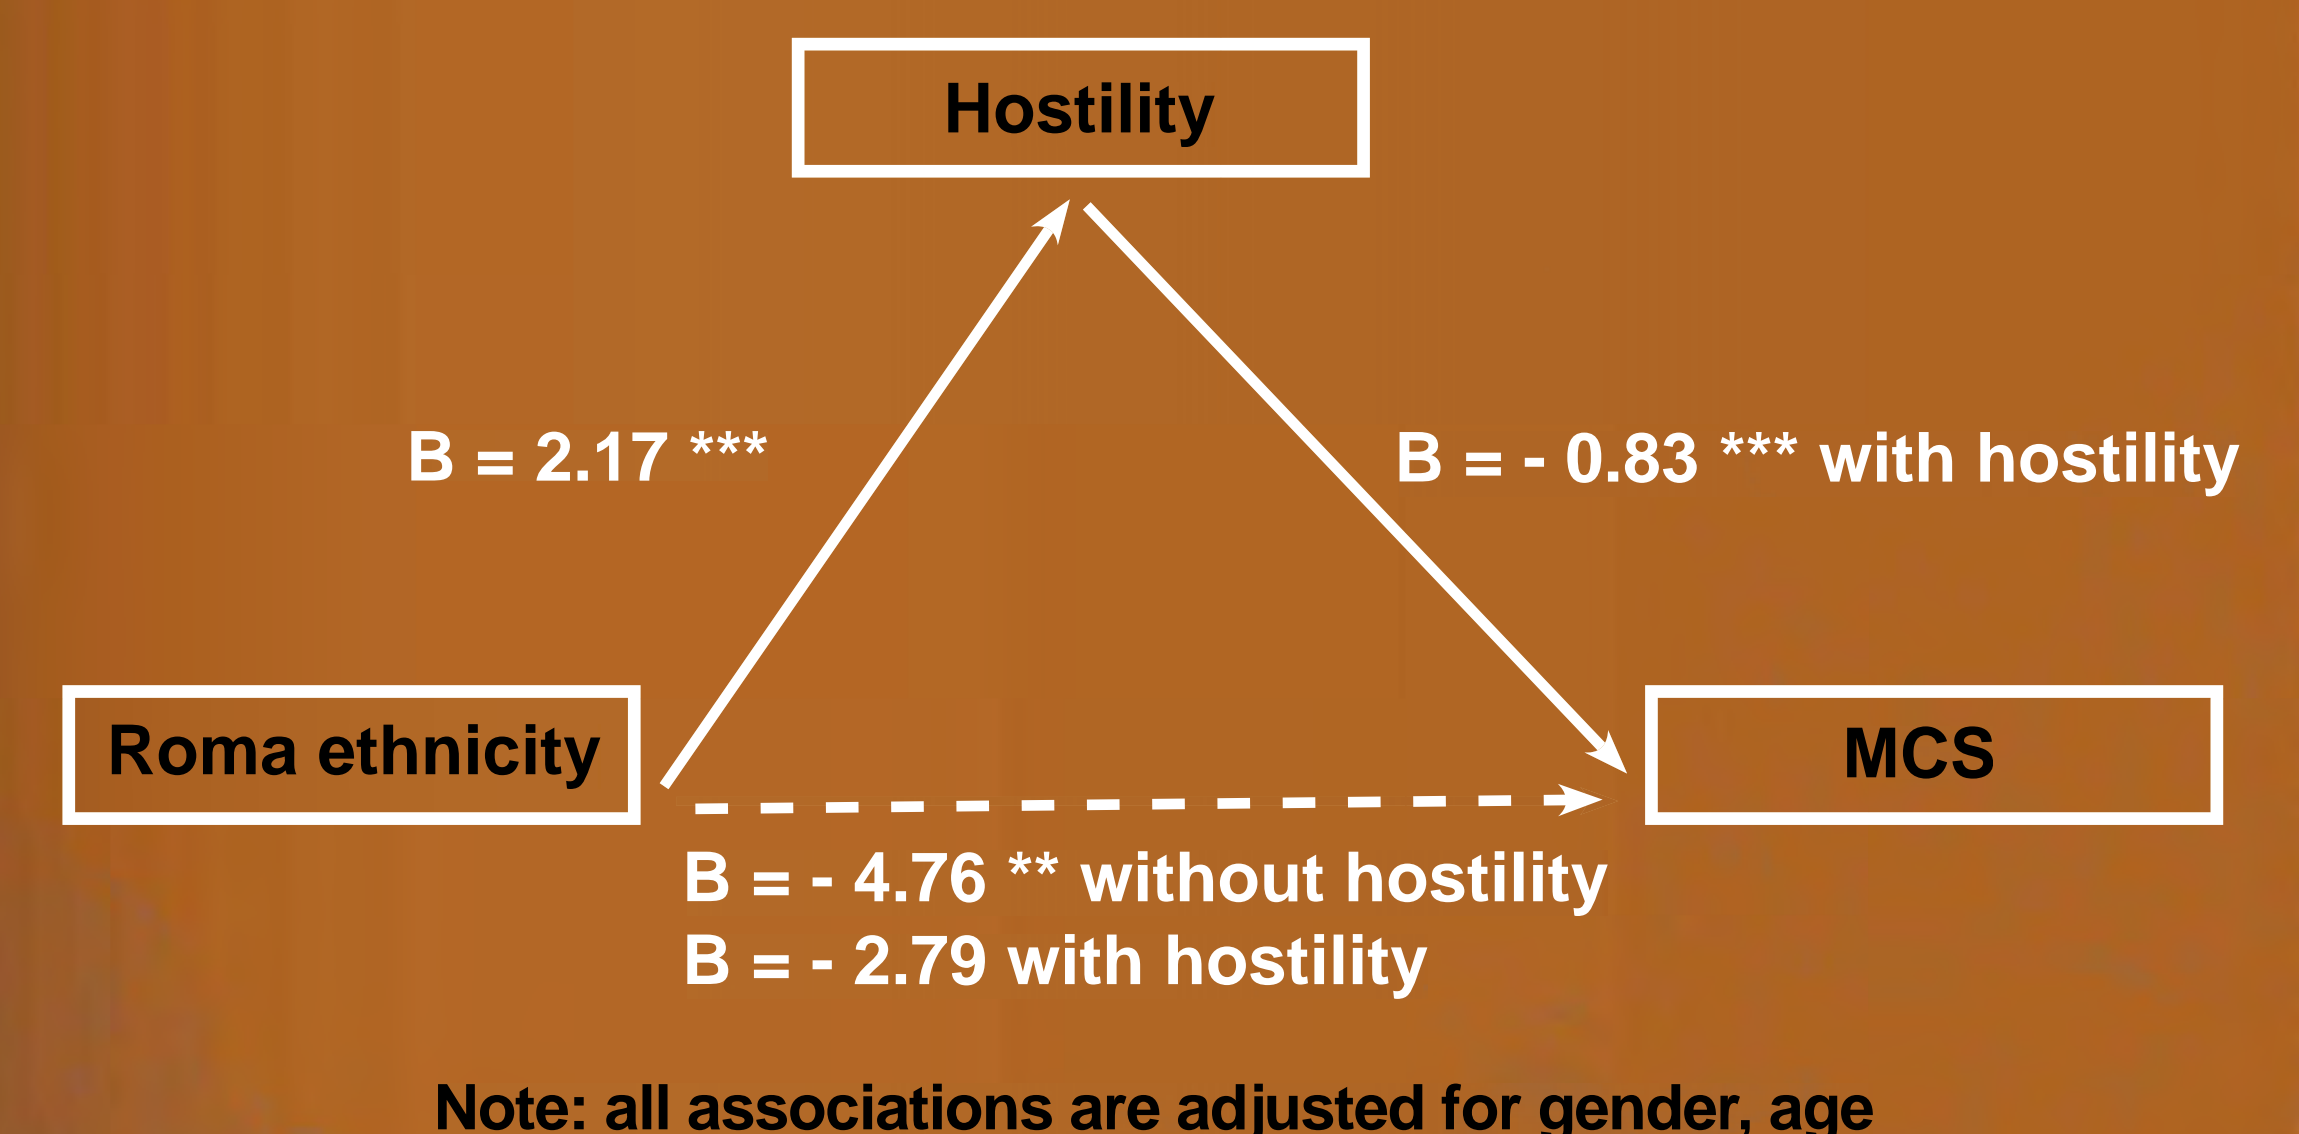 Hostility
B = 2.17 ***
B = - 0.83 *** with hostility
Roma ethnicity
MCS
B = - 4.76 ** without hostility
B = - 2.79 with hostility
Note: all associations are adjusted for gender, age